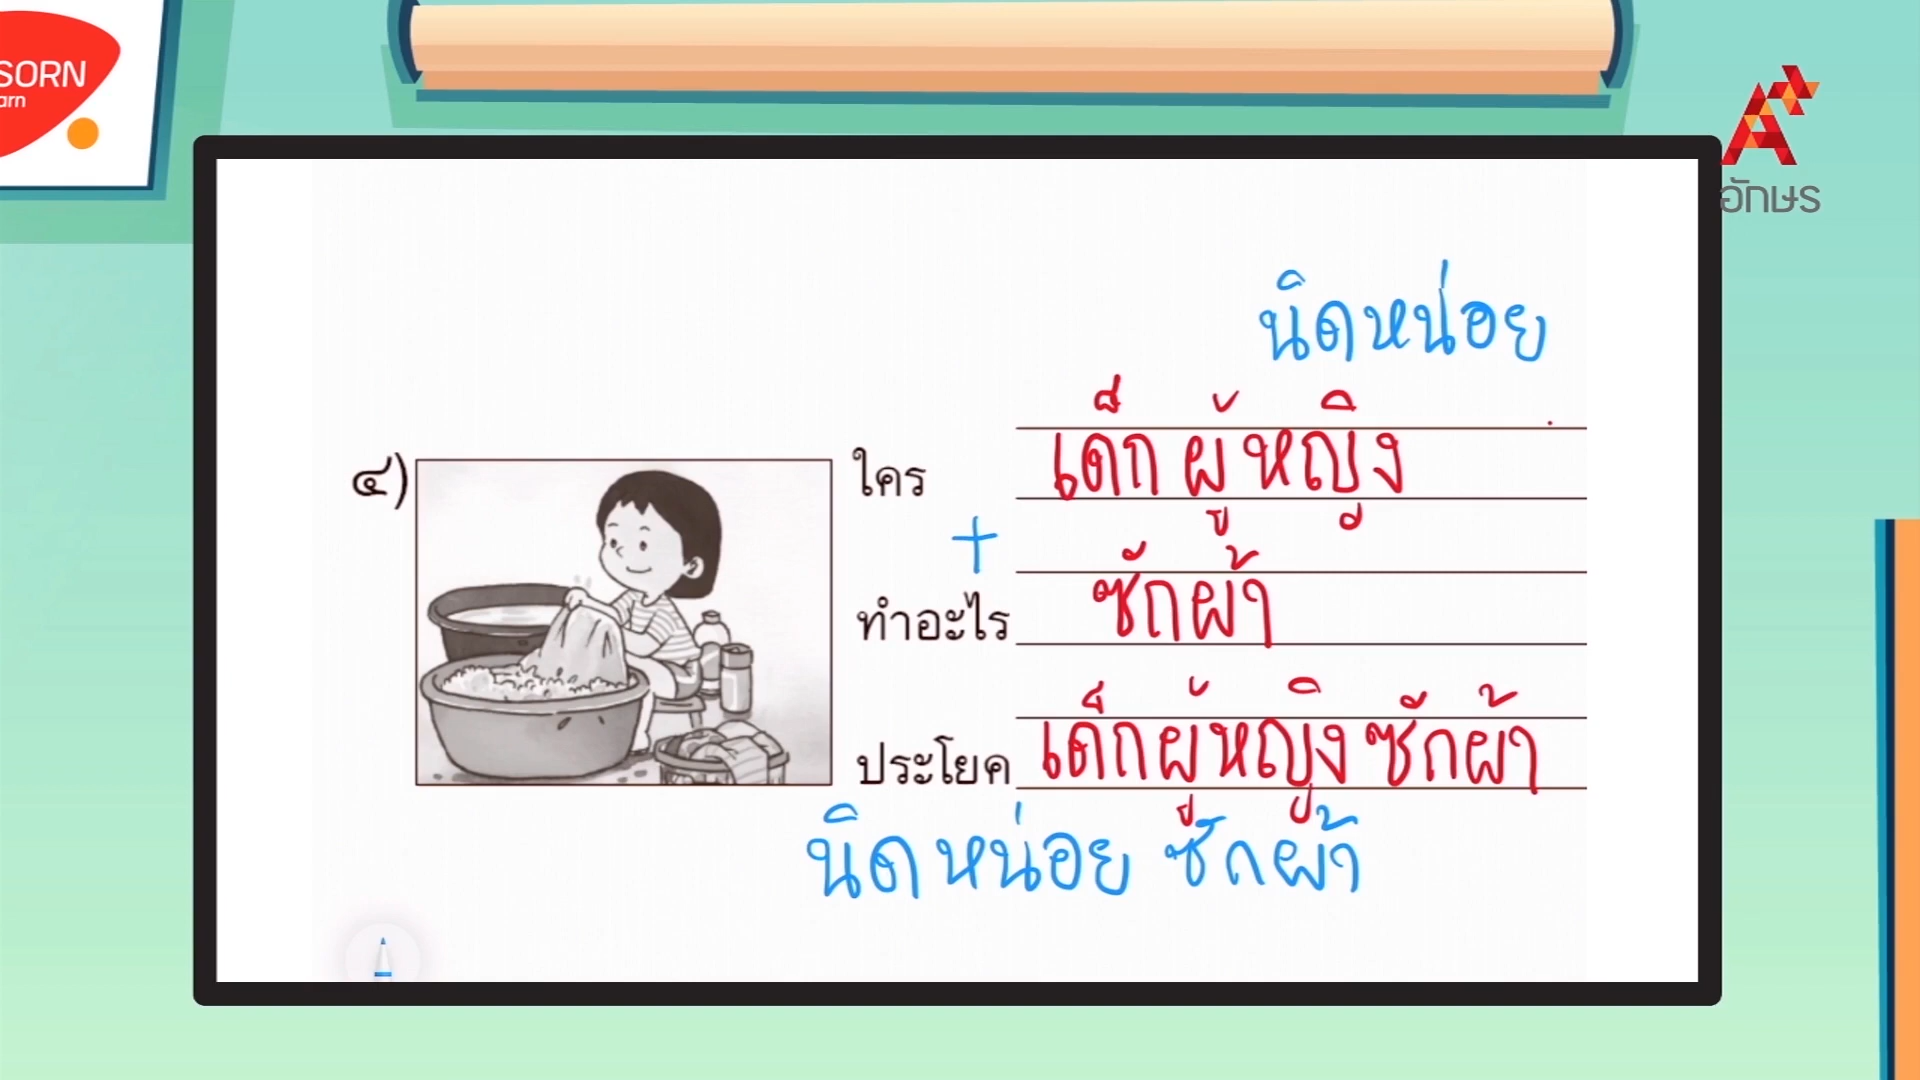 SORN
arn
อักษร
นิดหน่อย
๔) ใคร เด็กผู้หญิง
+
ทำอะไร ซักผ้า
ประโยค เด็กผู้หญิงซักผ้า
นิดหน่อย ซักผ้า